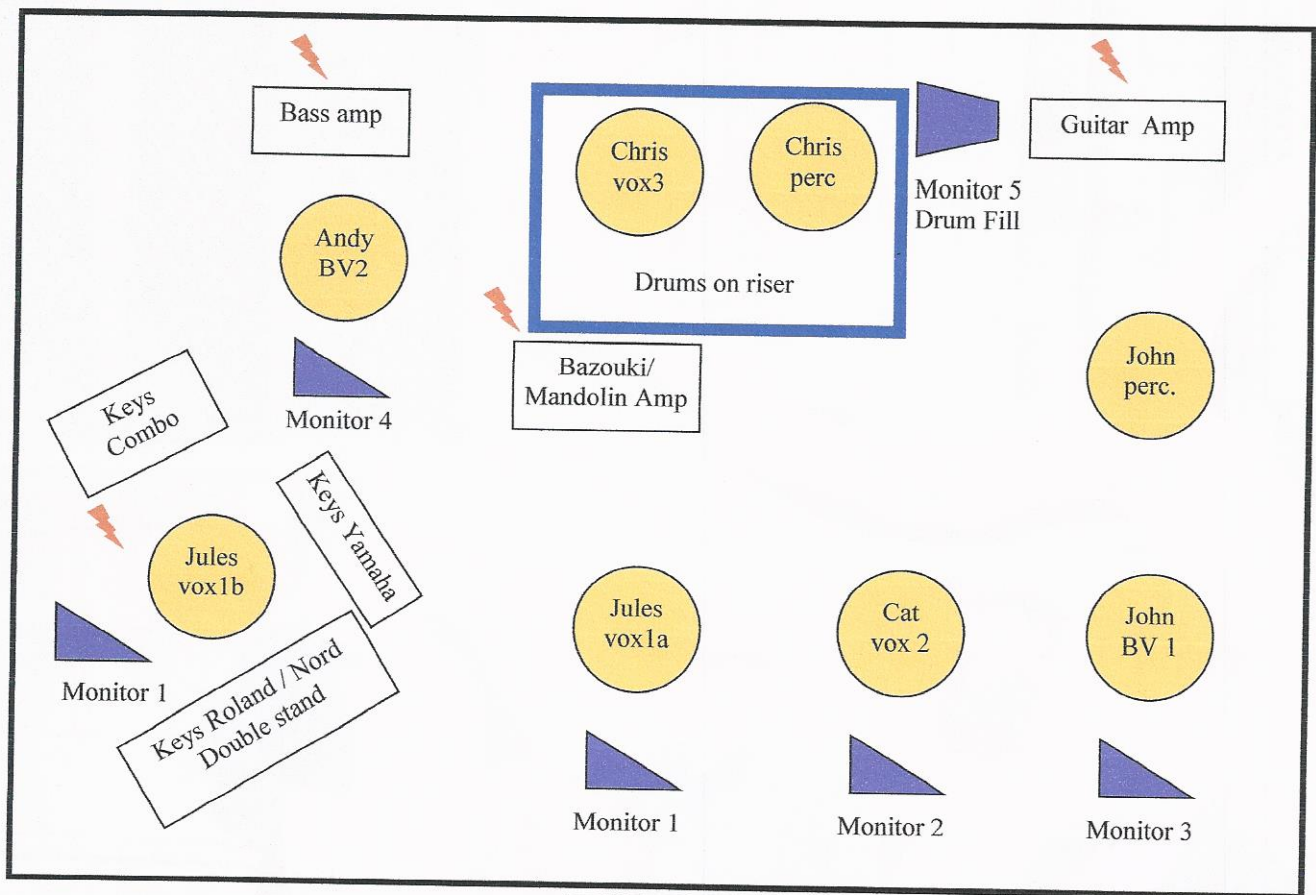 Bass amp
Chris
vox3
Chris
perc
Guitar Amp
Monitor 5
Drum Fill
Andy
BV2
Drums on riser
Bazouki/
Mandolin Amp
John
perc.
Keys
Combo
Monitor 4
Keys Yamaha
Jules
vox1b
Monitor 1
Keys Roland / Nord
Double stand
Jules
vox1a
Cat
vox 2
John
BV 1
Monitor 1
Monitor 2
Monitor 3